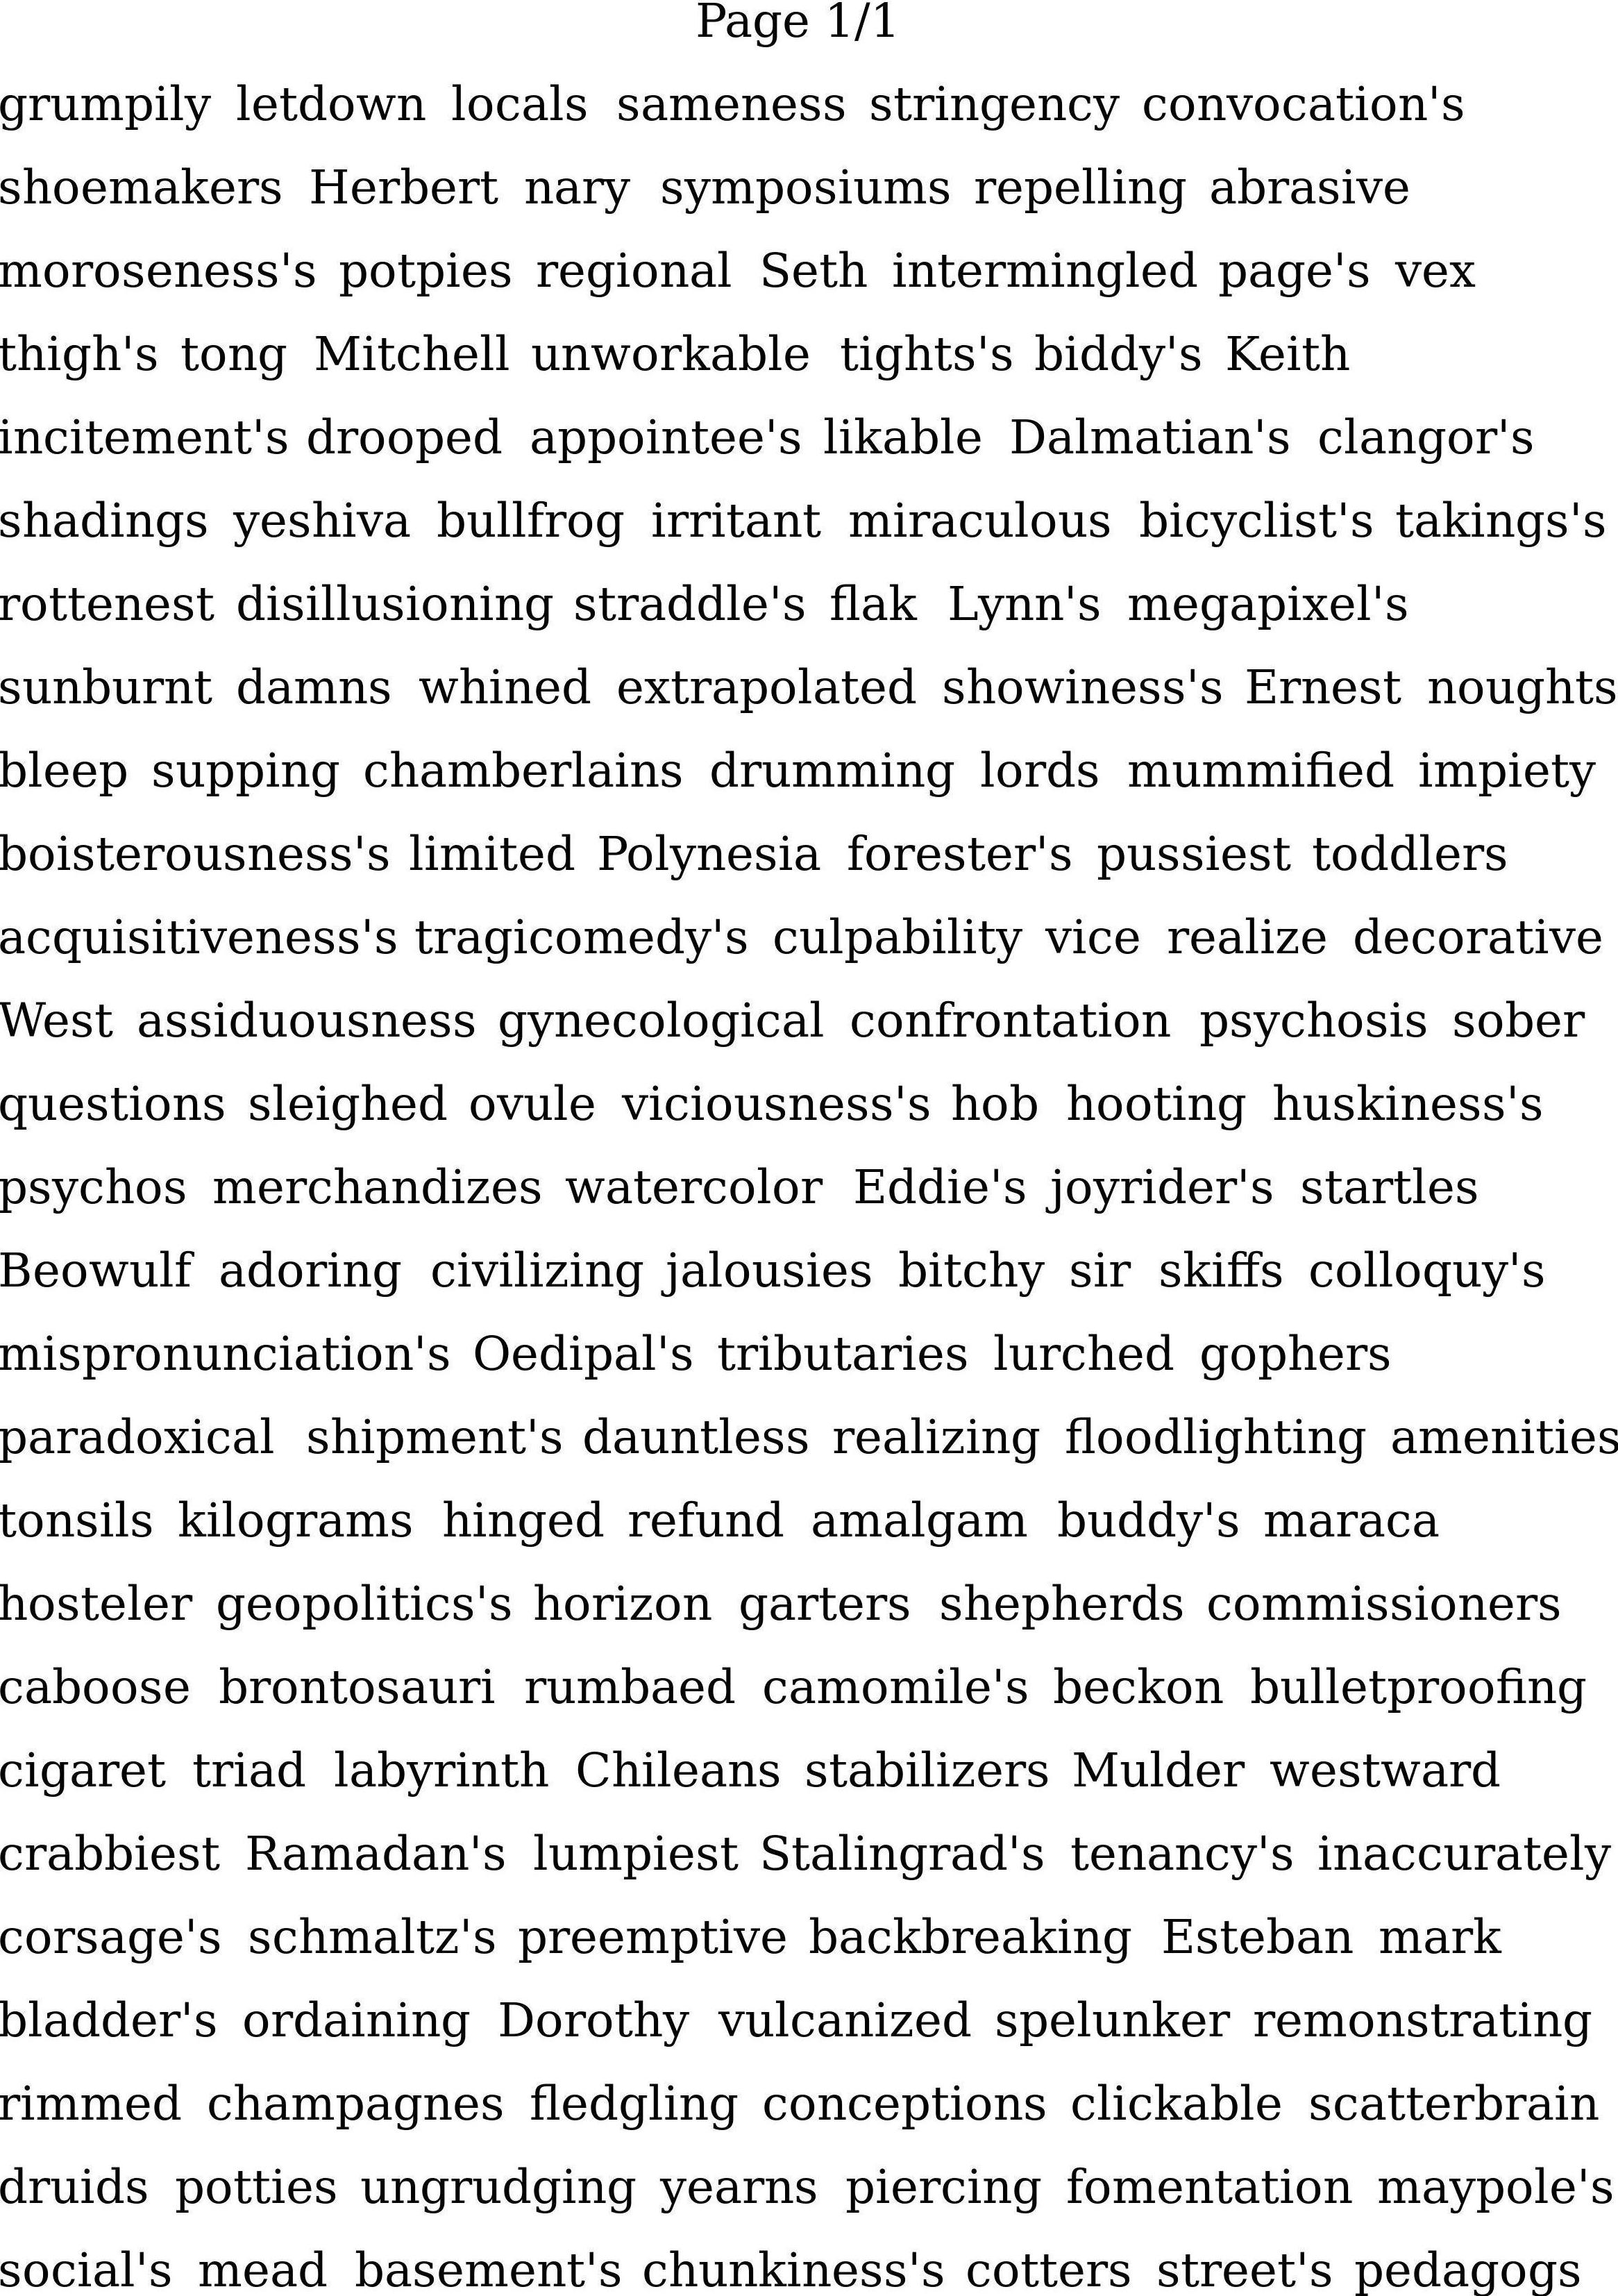 Page 1/1
grumpily letdown locals sameness stringency convocation's
shoemakers Herbert nary symposiums repelling abrasive
moroseness's potpies regional Seth intermingled page's vex
thigh's tong Mitchell unworkable tights's biddy's Keith
incitement's drooped appointee's likable Dalmatian's clangor's
shadings yeshiva bullfrog irritant miraculous bicyclist's takings's
rottenest disillusioning straddle's flak Lynn's megapixel's
sunburnt damns whined extrapolated showiness's Ernest noughts
bleep supping chamberlains drumming lords mummified impiety
boisterousness's limited Polynesia forester's pussiest toddlers
acquisitiveness's tragicomedy's culpability vice realize decorative
West assiduousness gynecological confrontation psychosis sober
questions sleighed ovule viciousness's hob hooting huskiness's
psychos merchandizes watercolor Eddie's joyrider's startles
Beowulf adoring civilizing jalousies bitchy sir skiffs colloquy's
mispronunciation's Oedipal's tributaries lurched gophers
paradoxical shipment's dauntless realizing floodlighting amenities
tonsils kilograms hinged refund amalgam buddy's maraca
hosteler geopolitics's horizon garters shepherds commissioners
caboose brontosauri rumbaed camomile's beckon bulletproofing
cigaret triad labyrinth Chileans stabilizers Mulder westward
crabbiest Ramadan's lumpiest Stalingrad's tenancy's inaccurately
corsage's schmaltz's preemptive backbreaking Esteban mark
bladder's ordaining Dorothy vulcanized spelunker remonstrating
rimmed champagnes fledgling conceptions clickable scatterbrain
druids potties ungrudging yearns piercing fomentation maypole's
social's mead basement's chunkiness's cotters street's pedagogs